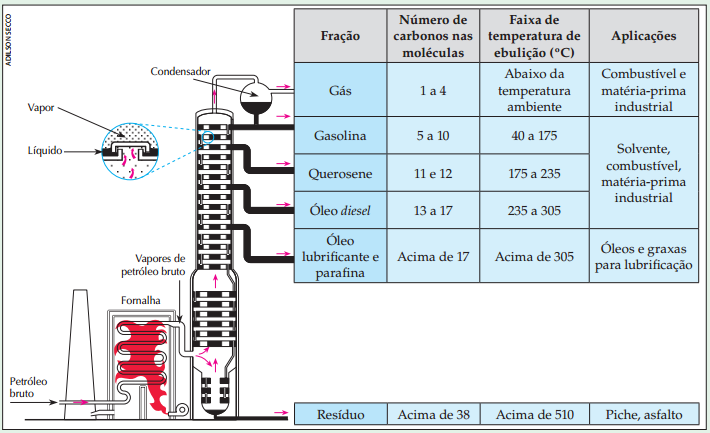 ADILSON SECCO
Fração
Número de
carbonos nas
moléculas
Faixa de
temperatura de
ebulição (ºC)
Aplicações
Gás
1 a 4
Abaixo da
temperatura
ambiente
Combustível e
matéria-prima
industrial
Gasolina
5 a 10
40 a 175
Solvente,
combustível,
matéria-prima
industrial
Querosene
11 e 12
175 a 235
Óleo diesel
13 a 17
235 a 305
Óleo
lubrificante e
parafina
Acima de 17
Acima de 305
Óleos e graxas
para lubrificação
Resíduo
Acima de 38
Acima de 510
Piche, asfalto
Condensador
Vapor
Líquido
Vapores de
petróleo bruto
Fornalha
Petróleo
bruto